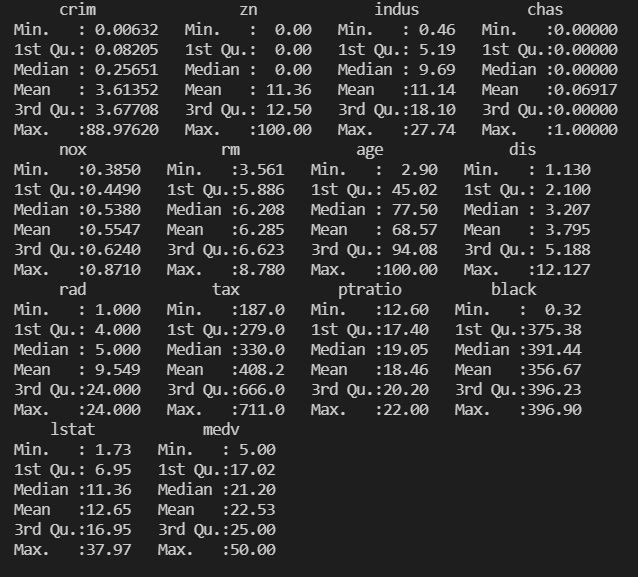 crim zn indus chas
Min. : 0.00632 Min. : 0.00 Min. : 0.46 Min. :0.00000
1st Qu.: 0.08205 1st Qu.: 0.00 1st Qu.: 5.19 1st Qu.:0.00000
Median : 0.25651 Median : 0.00 Median : 9.69 Median :0.00000
Mean : 3.61352 Mean : 11.36 Mean :11.14 Mean :0.06917
3rd Qu.: 3.67708 3rd Qu.: 12.50 3rd Qu.:18.10 3rd Qu.:0.00000
Max. :88.97620 Max. :100.00 Max. :27.74 Max. :1.00000
nox rm age dis
Min. :0.3850 Min. :3.561 Min. : 2.90 Min. : 1.130
1st Qu.:0.4490 1st Qu.:5.886 1st Qu.: 45.02 1st Qu.: 2.100
Median :0.5380 Median :6.208 Median : 77.50 Median : 3.207
Mean :0.5547 Mean :6.285 Mean : 68.57 Mean : 3.795
3rd Qu.:0.6240 3rd Qu.:6.623 3rd Qu.: 94.08 3rd Qu.: 5.188
Max. :0.8710 Max. :8.780 Max. :100.00 Max. :12.127
rad tax ptratio black
Min. : 1.000 Min. :187.0 Min. :12.60 Min. : 0.32
1st Qu.: 4.000 1st Qu.:279.0 1st Qu.:17.40 1st Qu.:375.38
Median : 5.000 Median :330.0 Median :19.05 Median :391.44
Mean : 9.549 Mean :408.2 Mean :18.46 Mean :356.67
3rd Qu.:24.000 3rd Qu.:666.0 3rd Qu.:20.20 3rd Qu.:396.23
Max. :24.000 Max. :711.0 Max. :22.00 Max. :396.90
lstat medv
Min. : 1.73 Min. : 5.00
1st Qu.: 6.95 1st Qu.:17.02
Median :11.36 Median :21.20
Mean :12.65 Mean :22.53
3rd Qu.:16.95 3rd Qu.:25.00
Max. :37.97 Max. :50.00